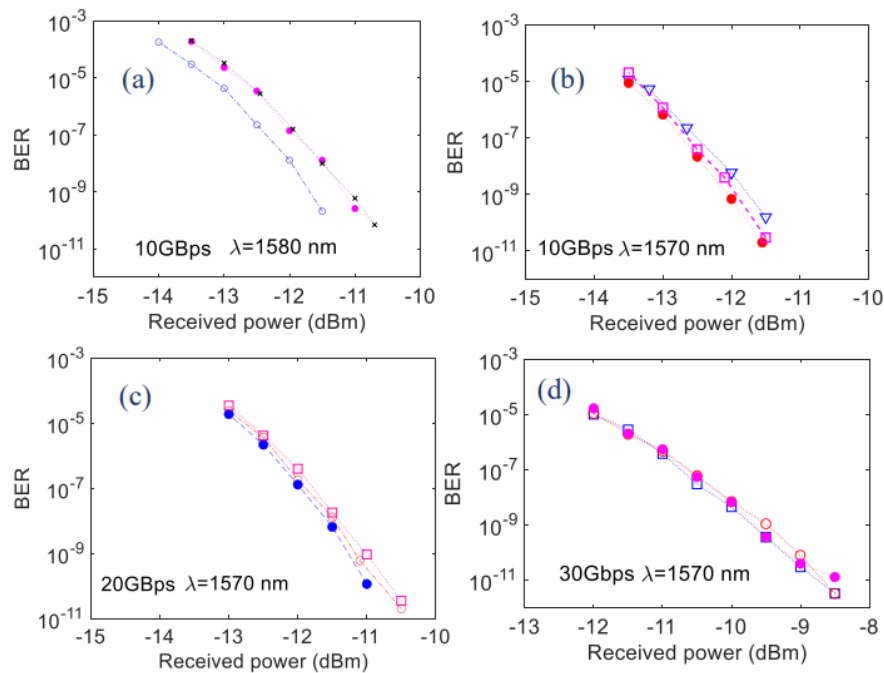 10^-3
10^-5
10^-7
10^-9
10^-11
BER
(a)
10GBps λ=1580 nm
-15 -14 -13 -12 -11 -10
Received power (dBm)
10^-3
10^-5
10^-7
10^-9
10^-11
BER
(b)
10GBps λ=1570 nm
-15 -14 -13 -12 -11 -10
Received power (dBm)
10^-3
10^-5
10^-7
10^-9
10^-11
BER
(c)
20GBps λ=1570 nm
-15 -14 -13 -12 -11 -10
Received power (dBm)
10^-3
10^-5
10^-7
10^-9
10^-11
BER
(d)
30Gbps λ=1570 nm
-13 -12 -11 -10 -9 -8
Received power (dBm)